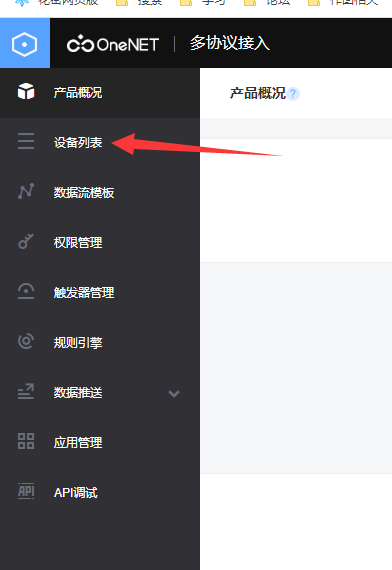 OneNET
多协议接入
产品概况
产品概况 ?
设备列表
数据流模板
权限管理
触发器管理
规则引擎
数据推送
应用管理
API
API调试